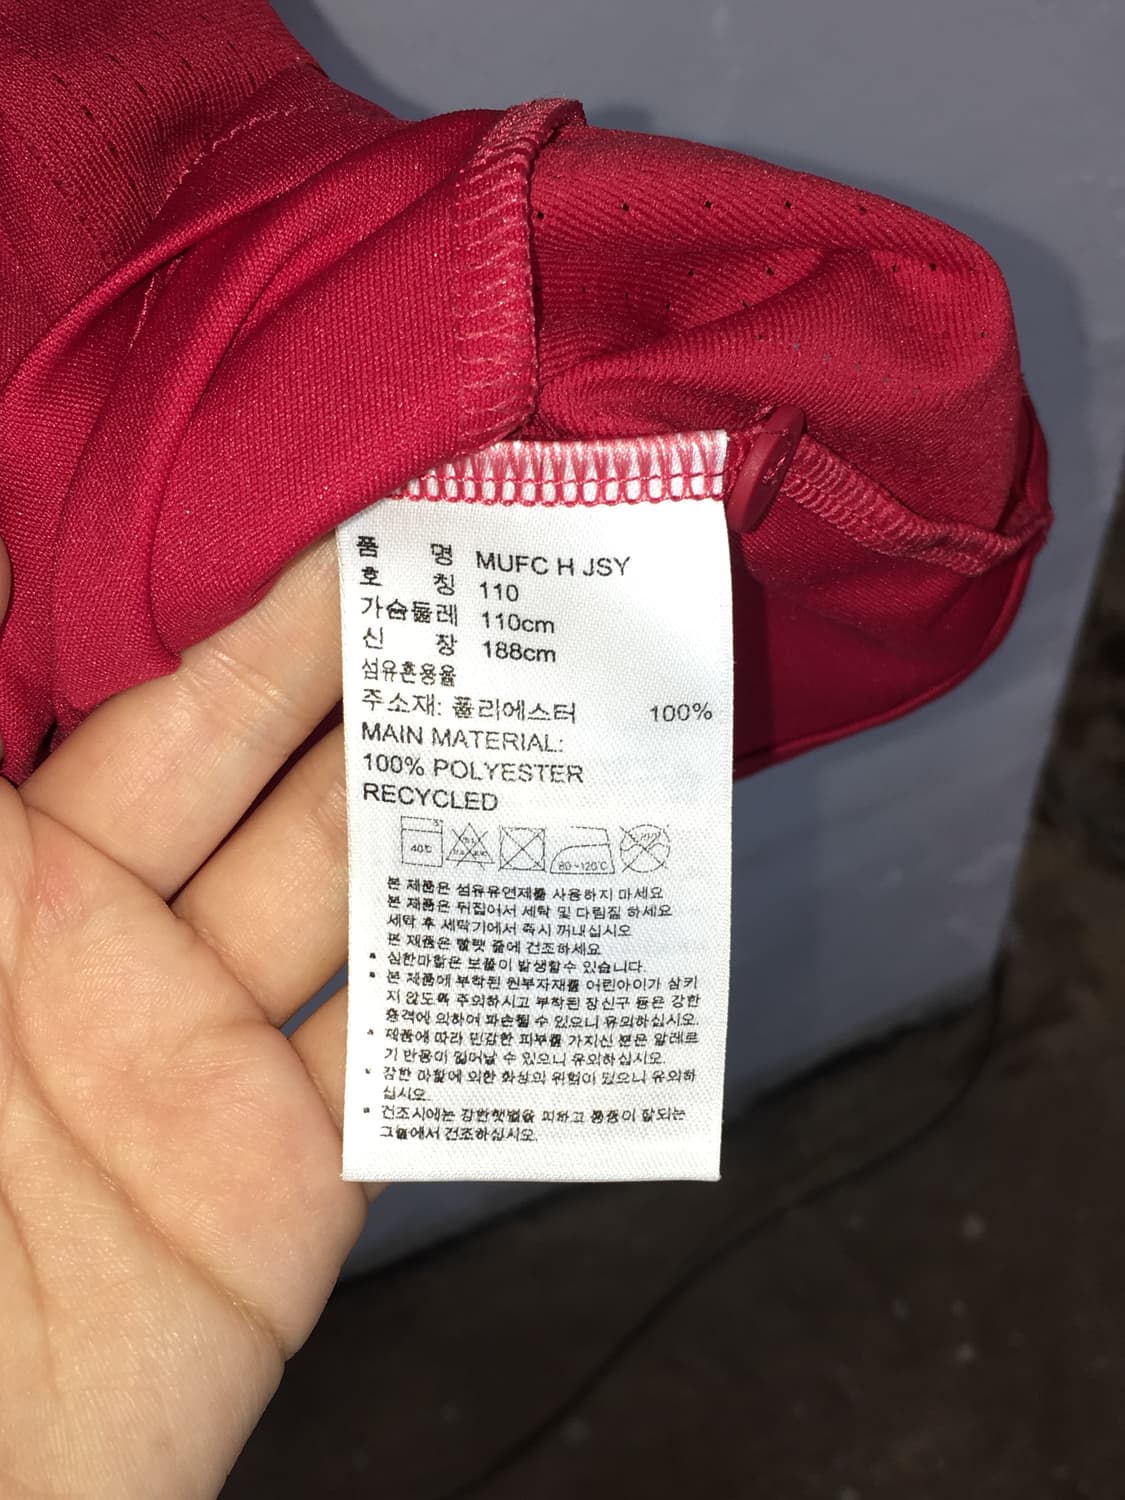 품 명 MUFC H JSY
호 칭 110
가슴둘레 110cm
신 장 188cm
섬유혼용율
주소재: 폴리에스터 100%
MAIN MATERIAL:
100% POLYESTER
RECYCLED
40℃
80~120℃
본 제품은 섬유유연제를 사용하지 마세요
본 제품은 뒤집어서 세탁 및 다림질 하세요
세탁 후 세탁기에서 즉시 꺼내십시오
본 제품은 빨랫 줄에 건조하세요
* 심한마찰은 보풀이 발생할수 있습니다.
* 본 제품에 부착된 원부자재를 어린아이가 삼키
지 않도록 주의하시고 부착된 장신구 등은 강한
충격에 의하여 파손될 수 있으니 유의하십시오.
* 제품에 따라 민감한 피부를 가지신 분은 알레르
기 반응이 일어날 수 있으니 유의하십시오.
* 강한 마찰에 의한 화상의 위험이 있으니 유의하
십시오.
* 건조시에는 강한햇볕을 피하고 통풍이 잘되는
그늘에서 건조하십시오.